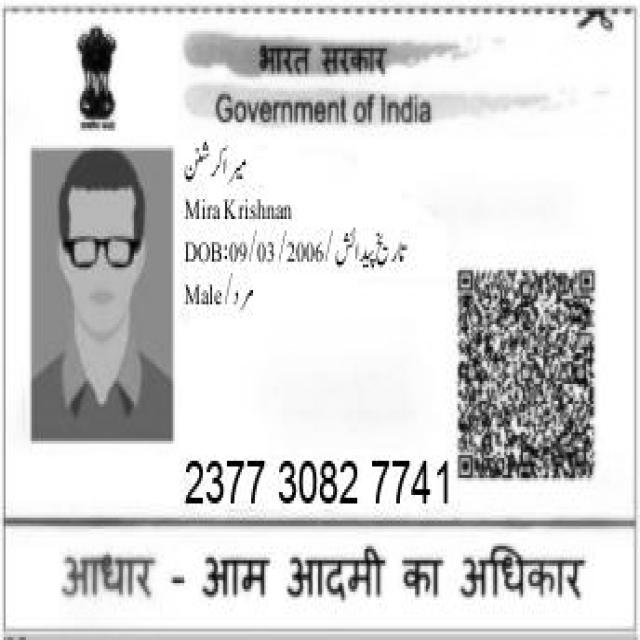 भारत सरकार
Government of India
میرا کرشنن
Mira Krishnan
DOB:09/03/2006/تاریخ پیدائش
Male/مرد
2377 3082 7741
आधार - आम आदमी का अधिकार